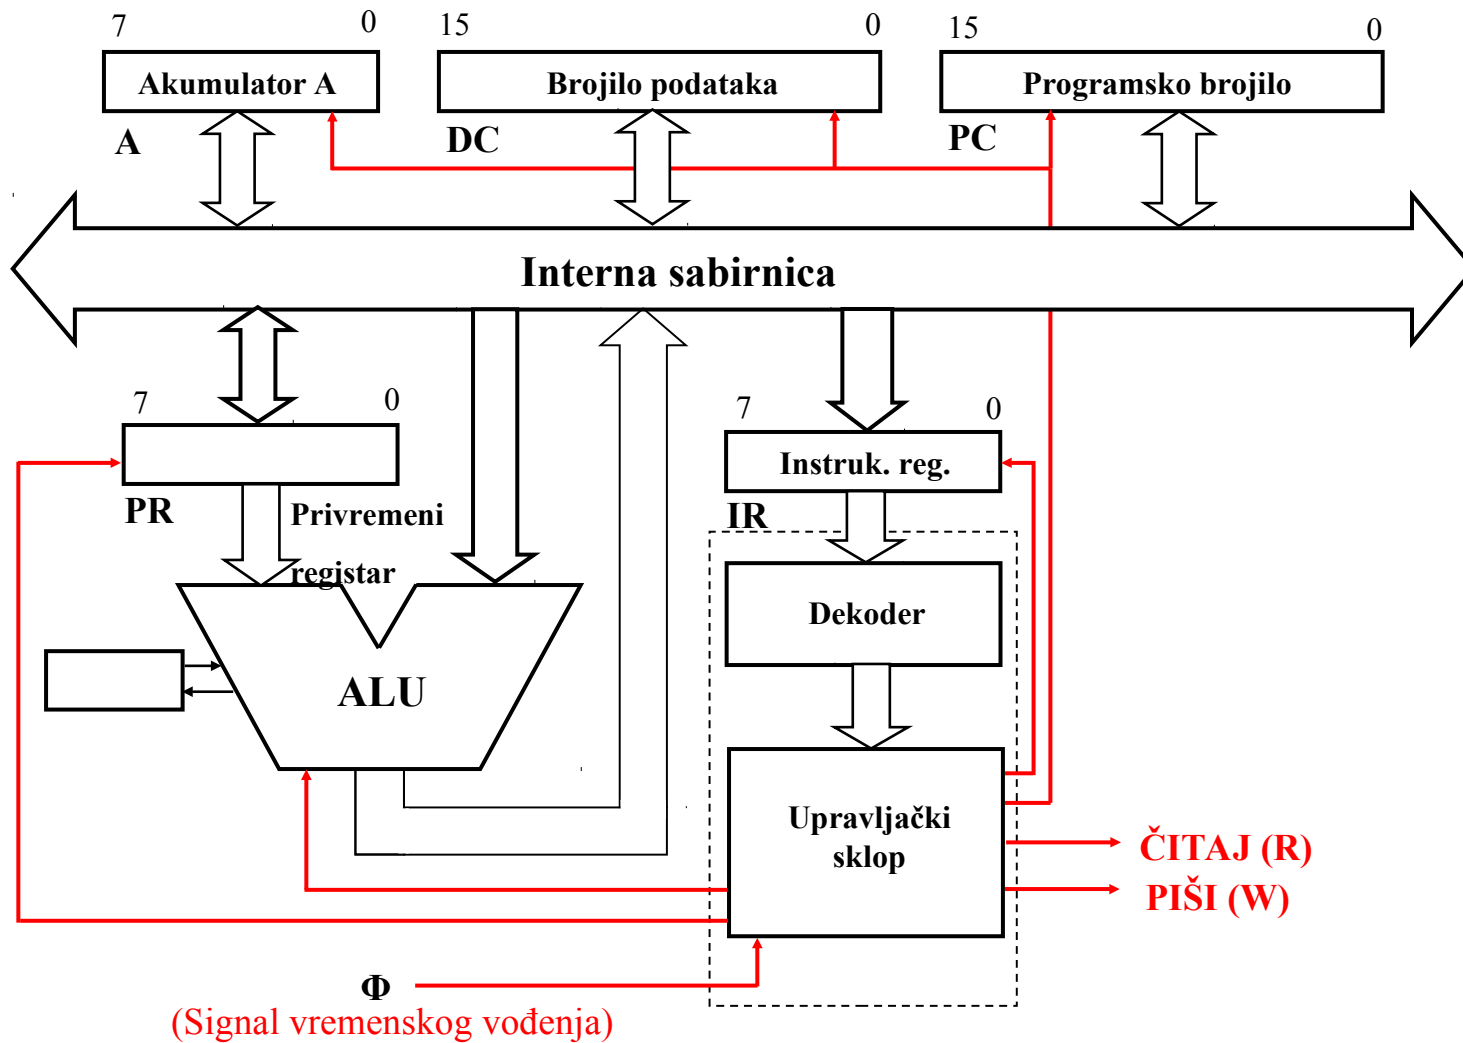 7 0 15 0 15 0
Akumulator A
Brojilo podataka
Programsko brojilo
A
DC
PC
Interna sabirnica
7 0
7 0
Instruk. reg.
PR
Privremeni
registar
IR
Dekoder
ALU
Upravljački
sklop
ČITAJ (R)
PIŠI (W)
Φ
(Signal vremenskog vođenja)